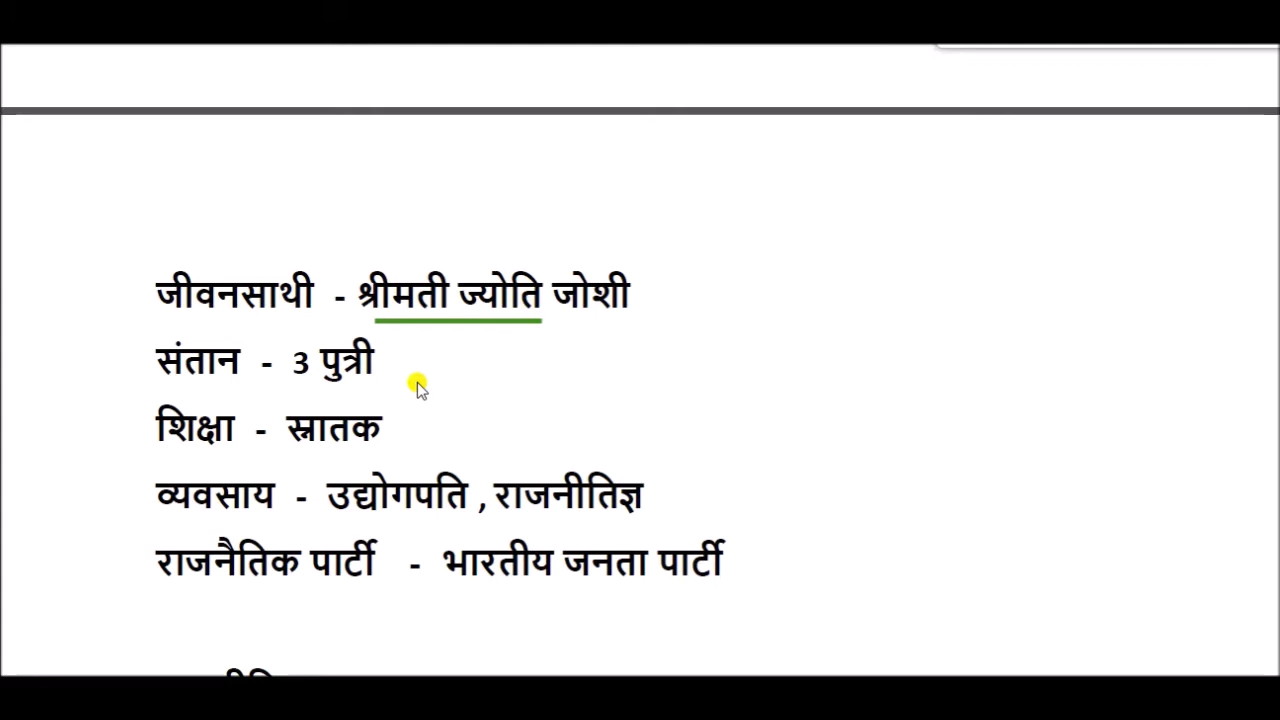 जीवनसाथी - श्रीमती ज्योति जोशी
संतान - 3 पुत्री
शिक्षा - स्नातक
व्यवसाय - उद्योगपति , राजनीतिज्ञ
राजनैतिक पार्टी - भारतीय जनता पार्टी